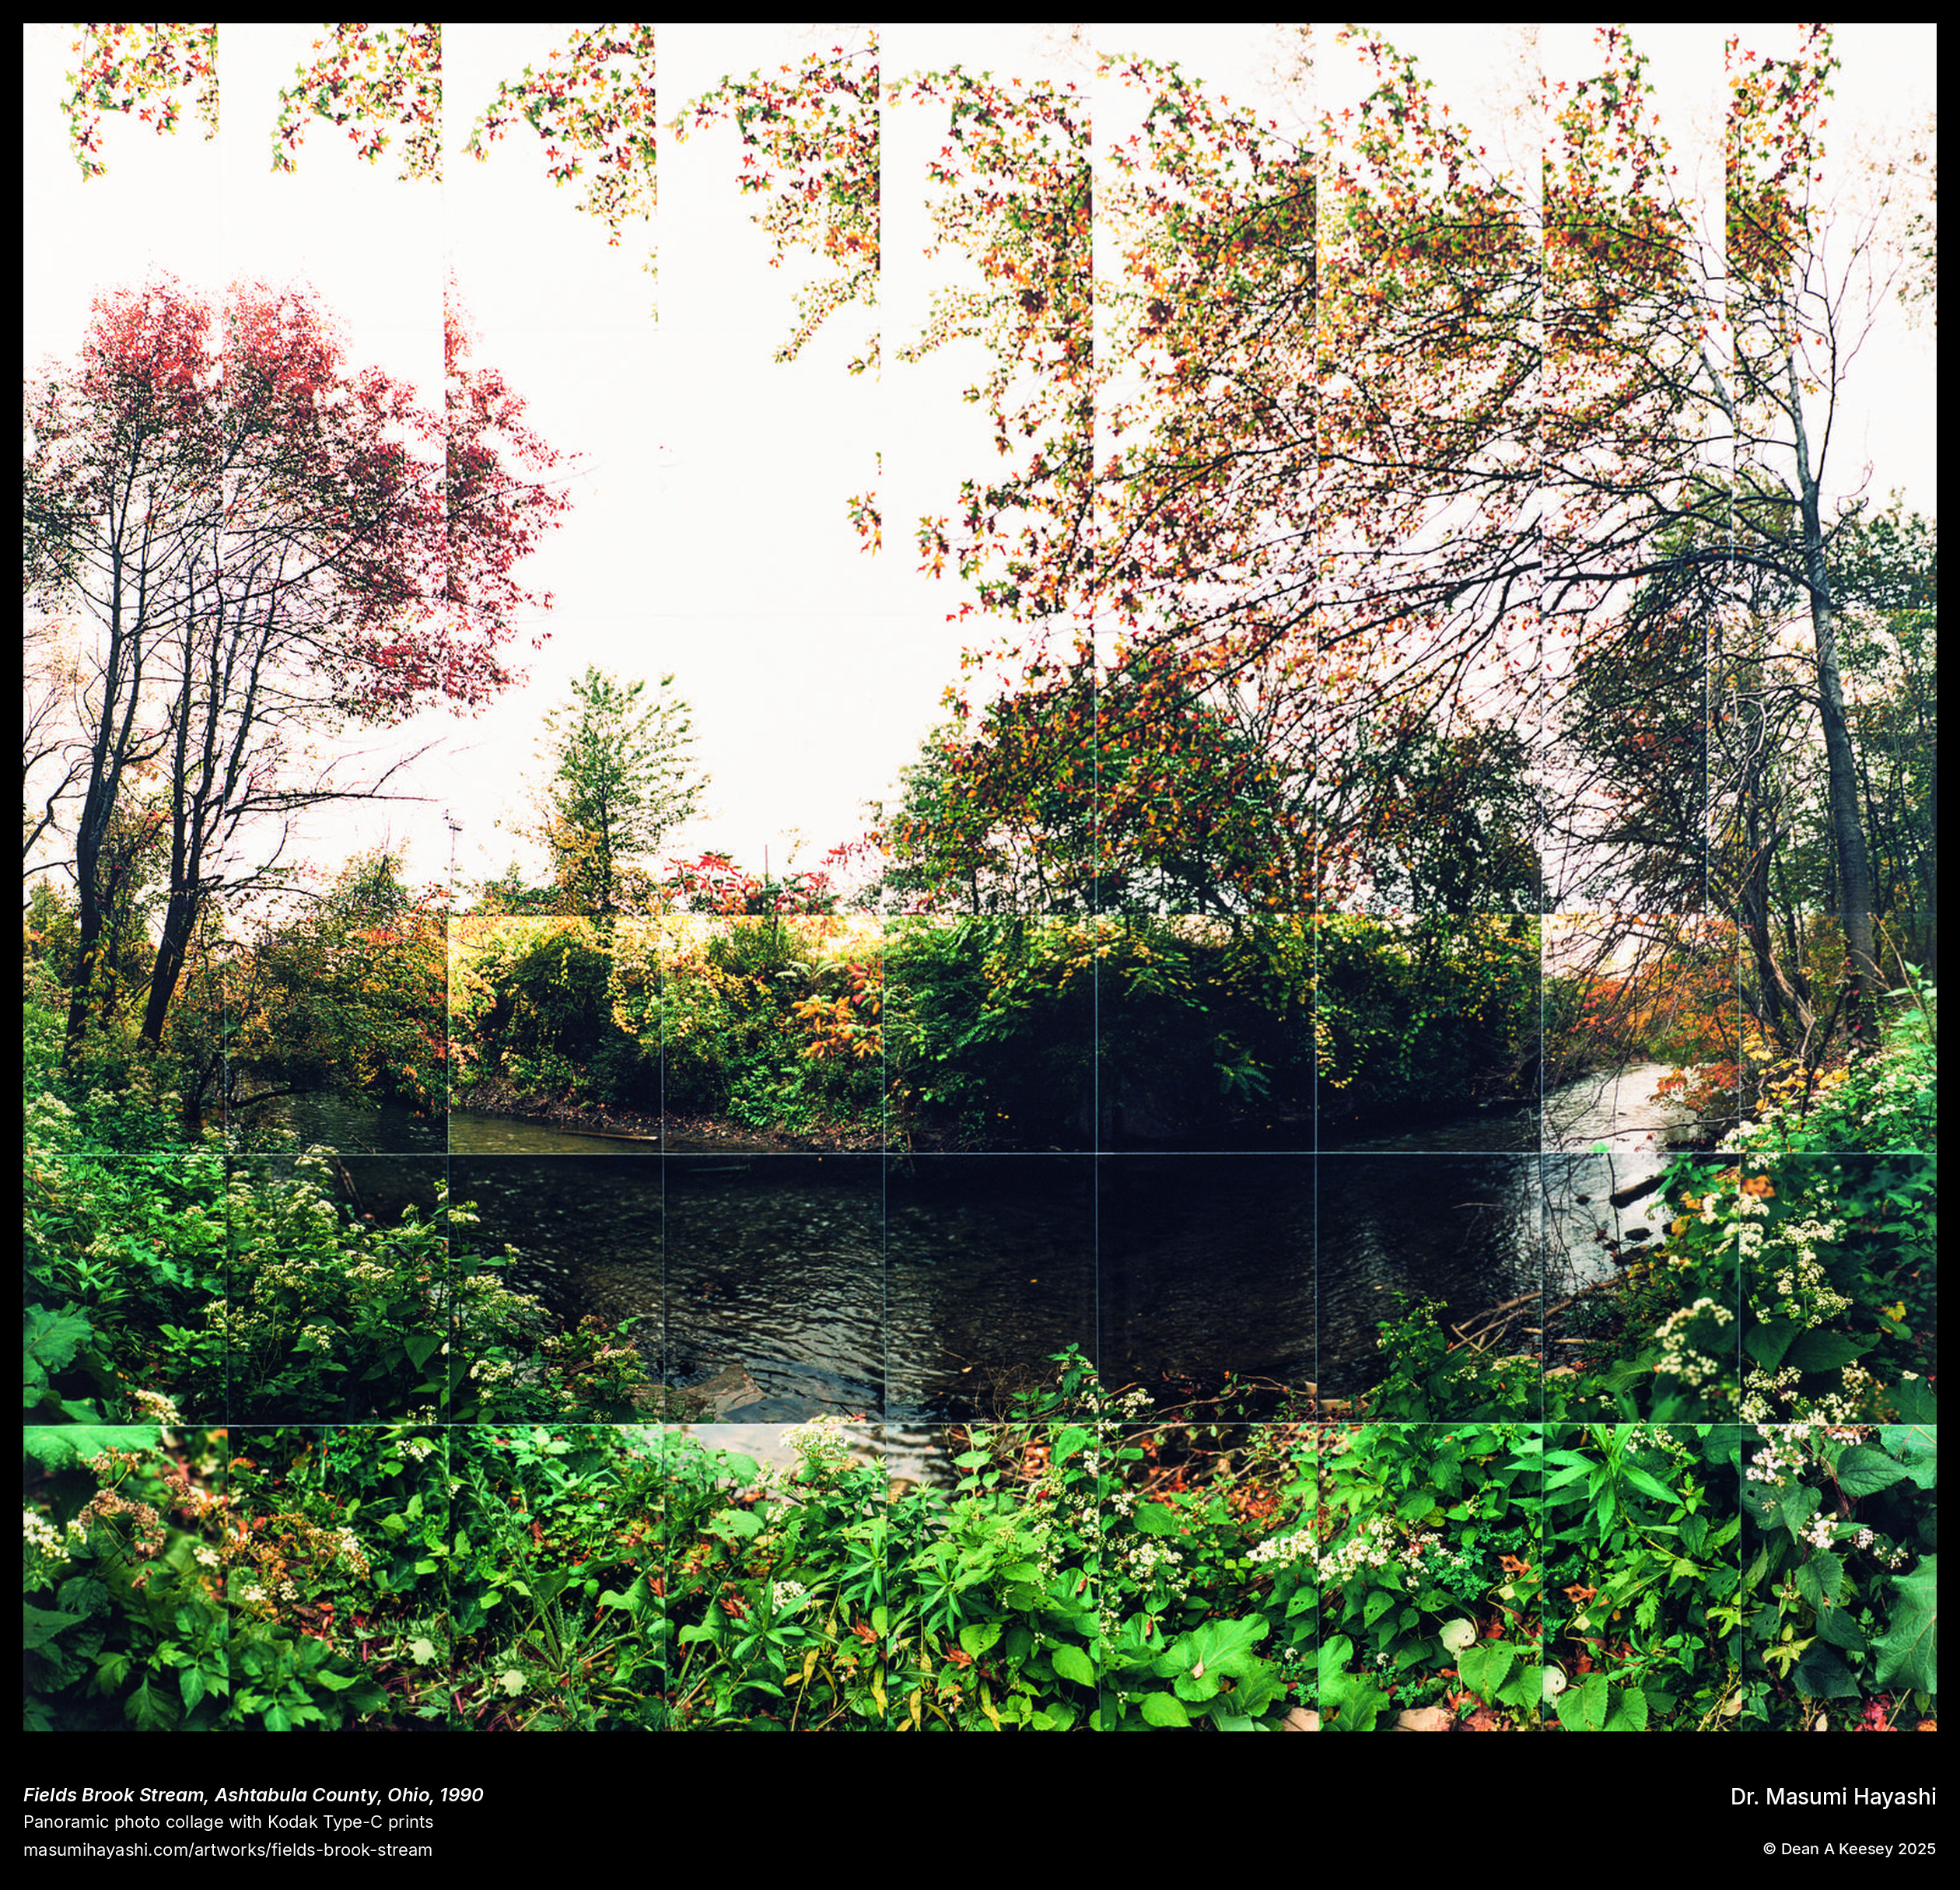 Fields Brook Stream, Ashtabula County, Ohio, 1990
Panoramic photo collage with Kodak Type-C prints
masumihayashi.com/artworks/fields-brook-stream
Dr. Masumi Hayashi
© Dean A Keesey 2025